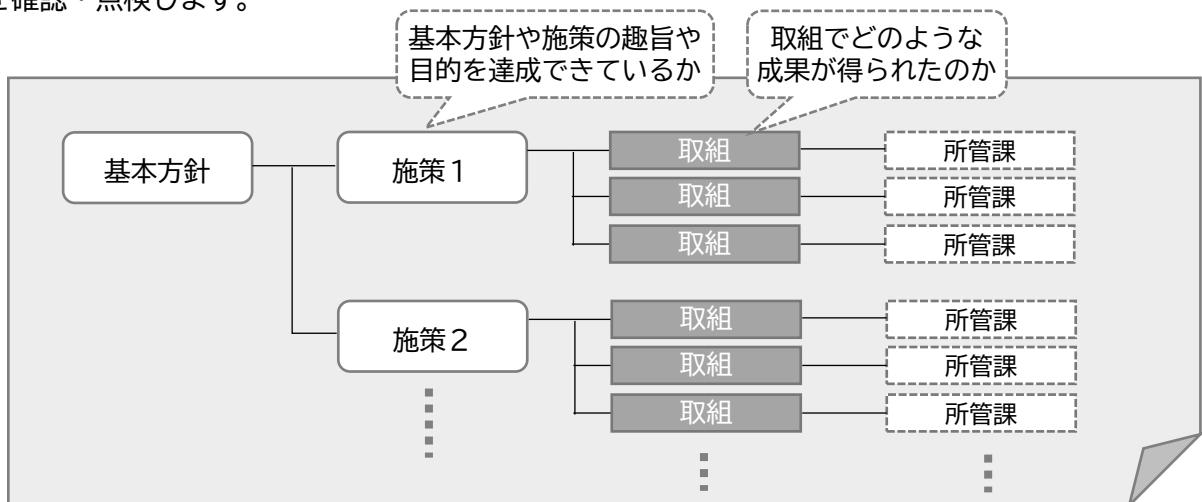 を確認・点検します。
基本方針や施策の趣旨や
目的を達成できているか
取組でどのような
成果が得られたのか
基本方針
施策1
取組
所管課
取組
所管課
取組
所管課
施策2
取組
所管課
取組
所管課
取組
所管課